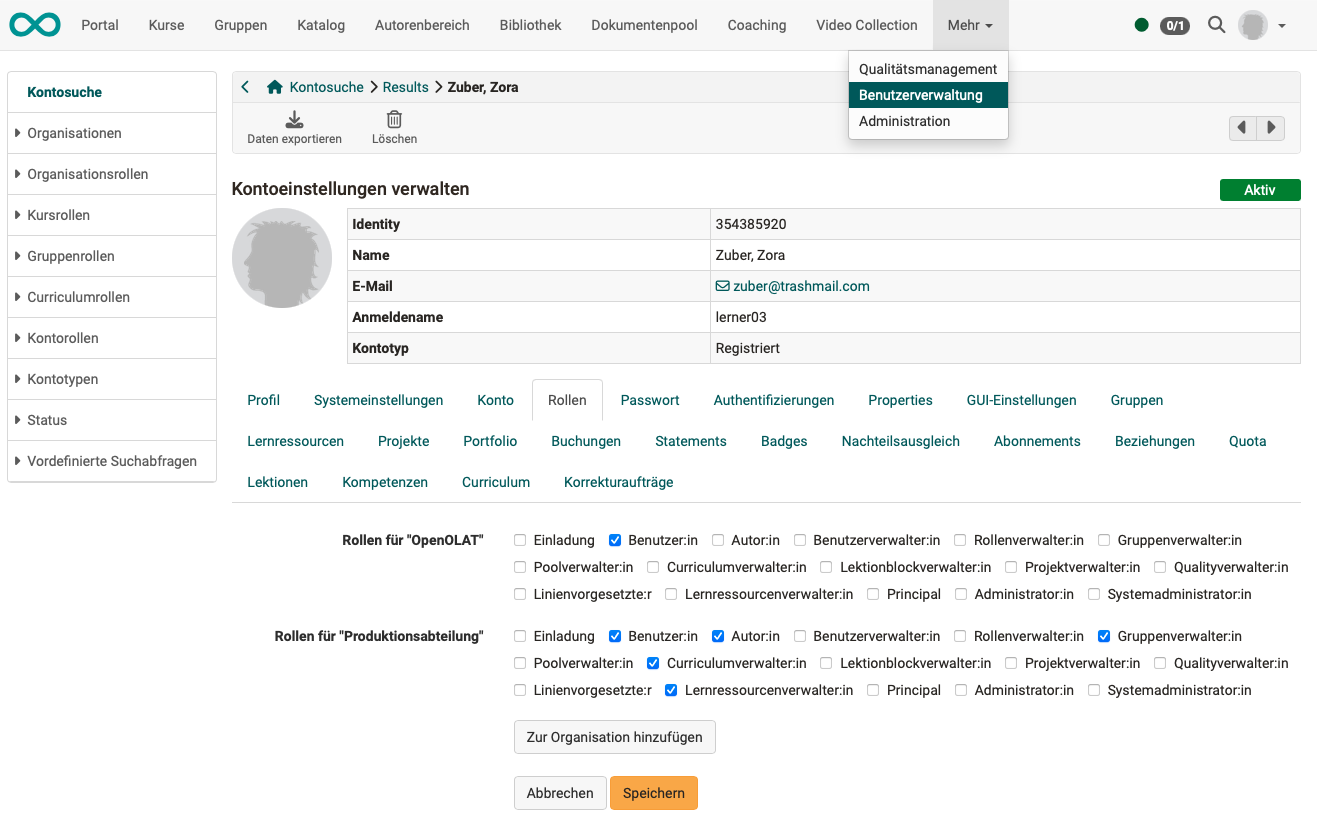 Portal Kurse Gruppen Katalog Autorenbereich Bibliothek Dokumentenpool Coaching Video Collection Mehr 0/1
Qualitätsmanagement
Benutzerverwaltung
Administration
Kontosuche
Organisationen
Organisationsrollen
Kursrollen
Gruppenrollen
Curriculumrollen
Kontorollen
Kontotypen
Status
Vordefinierte Suchabfragen
Kontosuche Results Zuber, Zora
Daten exportieren Löschen
Kontoeinstellungen verwalten Aktiv
Identity 354385920
Name Zuber, Zora
E-Mail zuber@trashmail.com
Anmeldename lerner03
Kontotyp Registriert
Profil Systemeinstellungen Konto Rollen Passwort Authentifizierungen Properties GUI-Einstellungen Gruppen
Lernressourcen Projekte Portfolio Buchungen Statements Badges Nachteilsausgleich Abonnements Beziehungen Quota
Lektionen Kompetenzen Curriculum Korrekturaufträge
Rollen für "OpenOLAT" Einladung Benutzer:in Autor:in Benutzerverwalter:in Rollenverwalter:in Gruppenverwalter:in
Poolverwalter:in Curriculumverwalter:in Lektionblockverwalter:in Projektverwalter:in Qualityverwalter:in
Linienvorgesetzte:r Lernressourcenverwalter:in Principal Administrator:in Systemadministrator:in
Rollen für "Produktionsabteilung" Einladung Benutzer:in Autor:in Benutzerverwalter:in Rollenverwalter:in Gruppenverwalter:in
Poolverwalter:in Curriculumverwalter:in Lektionblockverwalter:in Projektverwalter:in Qualityverwalter:in
Linienvorgesetzte:r Lernressourcenverwalter:in Principal Administrator:in Systemadministrator:in
Zur Organisation hinzufügen
Abbrechen Speichern